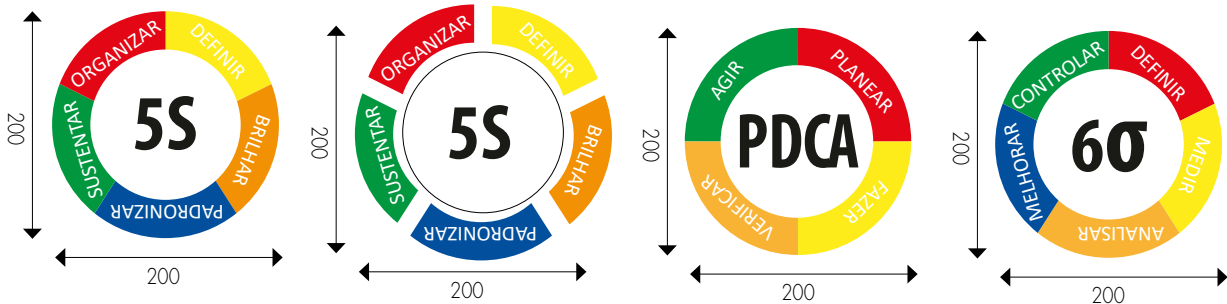 ORGANIZAR
DEFINIR
BRILHAR
PADRONIZAR
SUSTENTAR
5S
200
200
ORGANIZAR
DEFINIR
BRILHAR
PADRONIZAR
SUSTENTAR
5S
200
200
AGIR
PLANEAR
FAZER
VERIFICAR
PDCA
200
200
CONTROLAR
DEFINIR
MEDIR
ANALISAR
MELHORAR
6σ
200
200